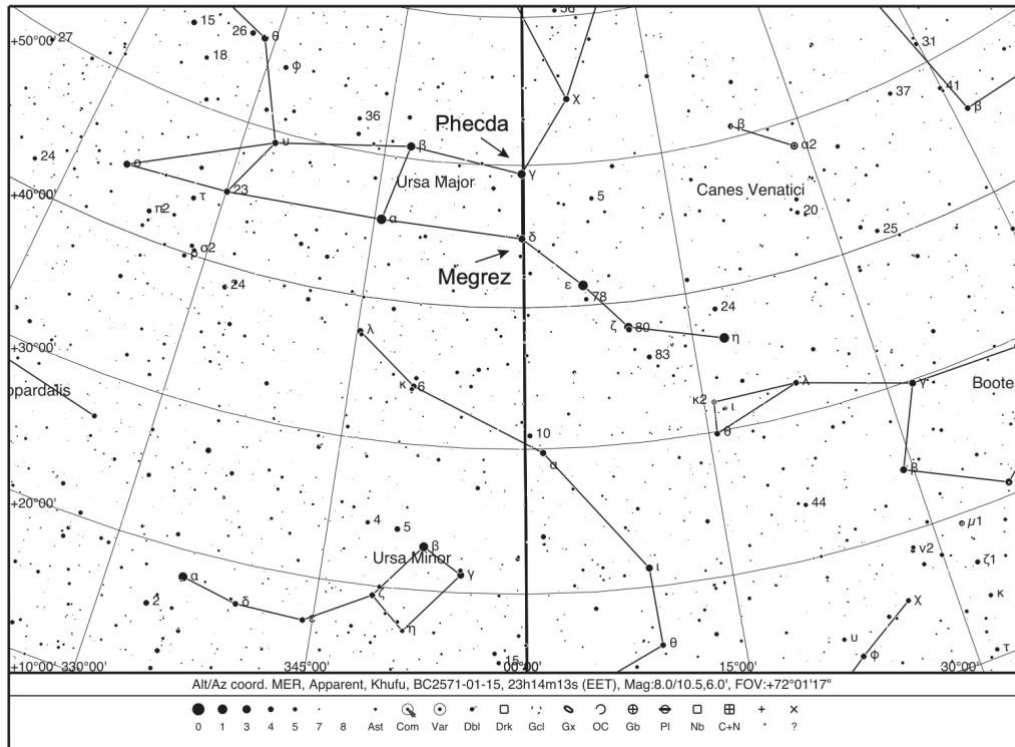 +50°00'
27
15
26 θ
18
φ
36
Phecda
χ
50
31
41
37
β
β
α2
24
ο
υ
β
γ
Ursa Major
Canes Venatici
5
+40°00'
π2
τ
23
α
20
25
α2
ρ
δ
Megrez
24
ε
78
24
ζ 80
η
83
+30°00'
λ
opardalis
κ 6
κ2
ι
λ
γ
Boote
θ
10
α
β
+20°00'
4
5
β
Ursa Minor
γ
44
μ1
ν2
ζ1
α
2
δ
ε
ζ
η
ι
θ
χ
κ
υ
φ
τ
+10°00' 330°00' 345°00' 15 00°00' 15°00' 30°00'
Alt/Az coord. MER, Apparent, Khufu, BC2571-01-15, 23h14m13s (EET), Mag:8.0/10.5,6.0', FOV:+72°01'17"
0 1 3 4 5 7 8 Ast Com Var Dbl Drk Gcl Gx OC Gb Pl Nb C+N * ?